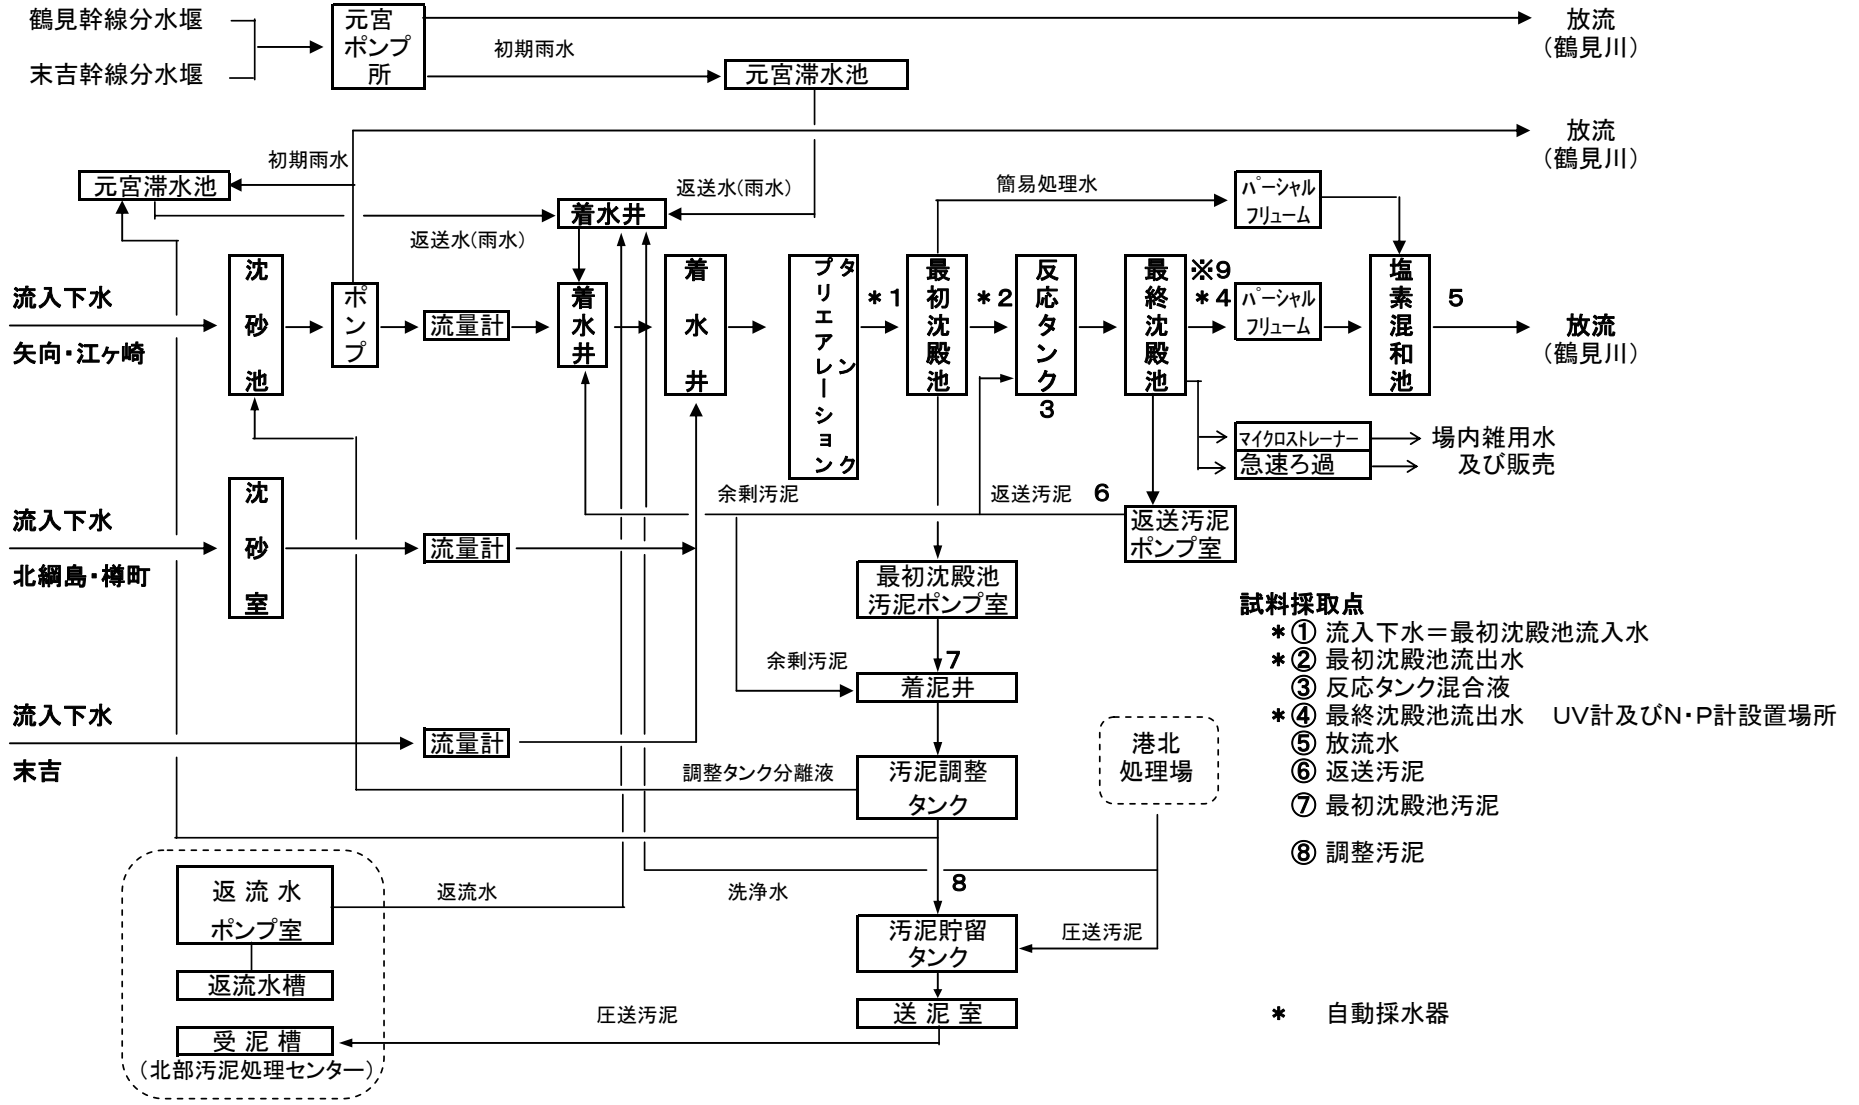 鶴見幹線分水堰
末吉幹線分水堰
元宮
ポンプ
所
初期雨水
元宮滞水池
放流
(鶴見川)
放流
(鶴見川)
初期雨水
元宮滞水池
返送水(雨水)
着水井
返送水(雨水)
簡易処理水
パーシャル
フリューム
流入下水
矢向・江ヶ崎
沈砂池
ポンプ
流量計
着水井
着水井
プリエアレーション
タンク
*1
最初沈殿池
*2
反応タンク
3
最終沈殿池
※9
*4
パーシャル
フリューム
塩素混和池
5
放流
(鶴見川)
マイクロストレーナー
急速ろ過
場内雑用水
及び販売
流入下水
北綱島・樽町
沈砂室
流量計
余剰汚泥
返送汚泥 6
返送汚泥
ポンプ室
最初沈殿池
汚泥ポンプ室
余剰汚泥
7
着泥井
流入下水
末吉
流量計
調整タンク分離液
汚泥調整
タンク
港北
処理場
試料採取点
*① 流入下水=最初沈殿池流入水
*② 最初沈殿池流出水
③ 反応タンク混合液
*④ 最終沈殿池流出水 UV計及びN・P計設置場所
⑤ 放流水
⑥ 返送汚泥
⑦ 最初沈殿池汚泥
⑧ 調整汚泥
返流水
ポンプ室
返流水
洗浄水
8
汚泥貯留
タンク
圧送汚泥
返流水槽
送泥室
圧送汚泥
受泥槽
(北部汚泥処理センター)
* 自動採水器